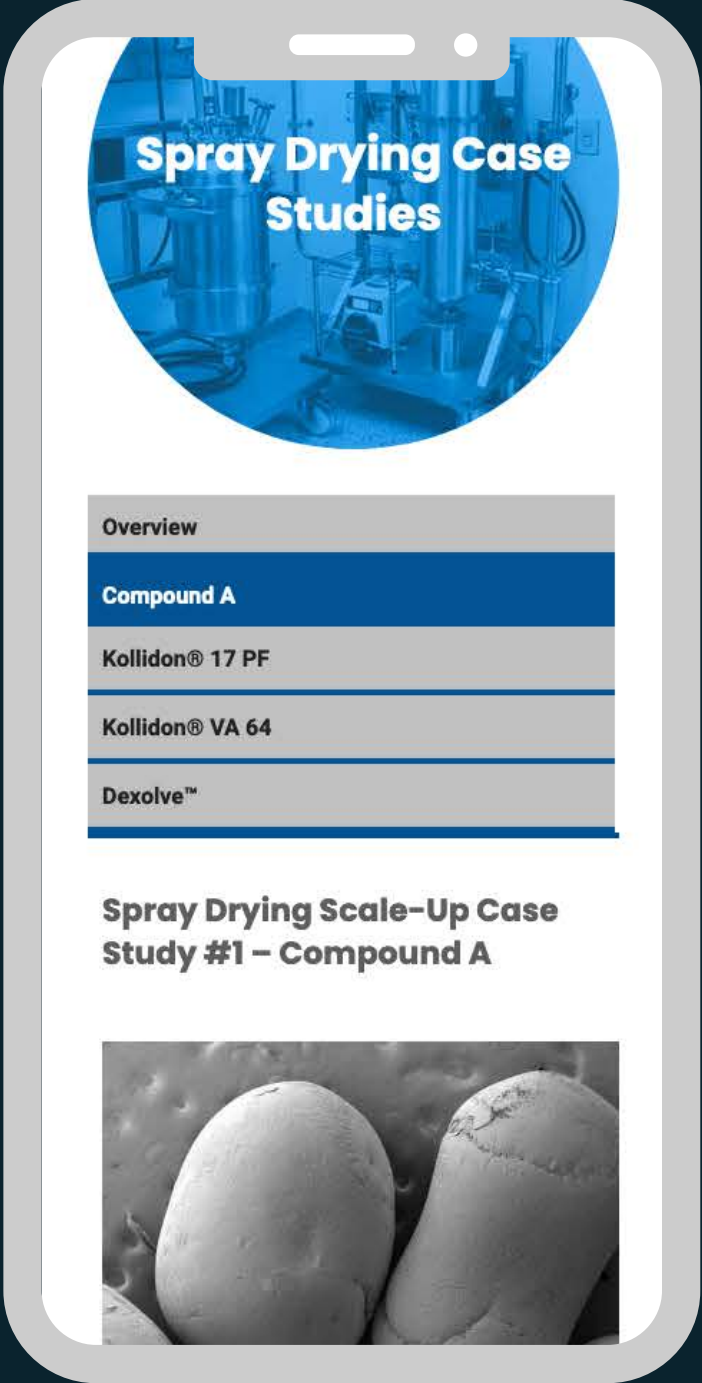 Spray Drying Case
Studies
Overview
Compound A
Kollidon® 17 PF
Kollidon® VA 64
Dexolve™
Spray Drying Scale-Up Case
Study #1 – Compound A